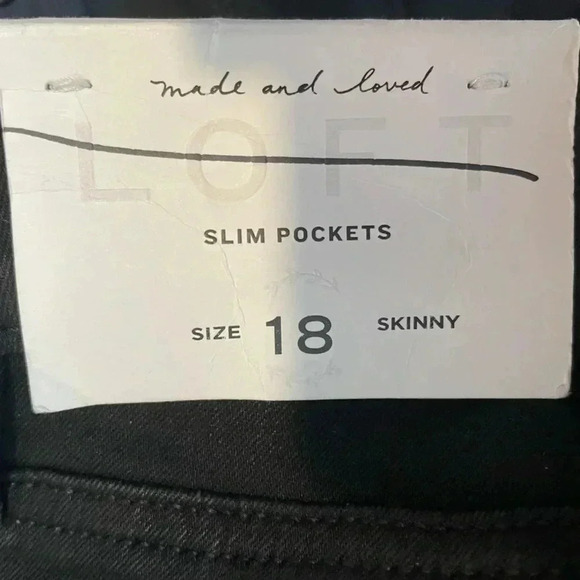 made and loved
LOFT
SLIM POCKETS
SIZE 18 SKINNY